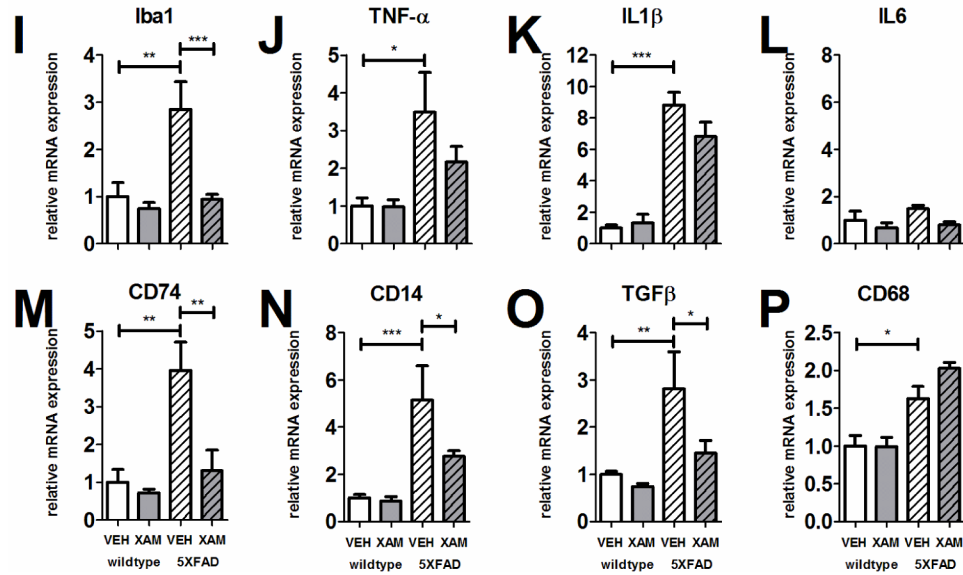 I Iba1 J TNF-α K IL1β L IL6
relative mRNA expression
4
3
2
1
0
** ***
relative mRNA expression
5
4
3
2
1
0
*
relative mRNA expression
12
10
8
6
4
2
0
***
relative mRNA expression
8
6
4
2
0
M CD74 N CD14 O TGFβ P CD68
relative mRNA expression
5
4
3
2
1
0
** **
VEH XAM VEH XAM
wildtype 5XFAD
relative mRNA expression
8
6
4
2
0
*** *
VEH XAM VEH XAM
wildtype 5XFAD
relative mRNA expression
4
3
2
1
0
** *
VEH XAM VEH XAM
wildtype 5XFAD
relative mRNA expression
2.5
2.0
1.5
1.0
0.5
0.0
*
VEH XAM VEH XAM
wildtype 5XFAD